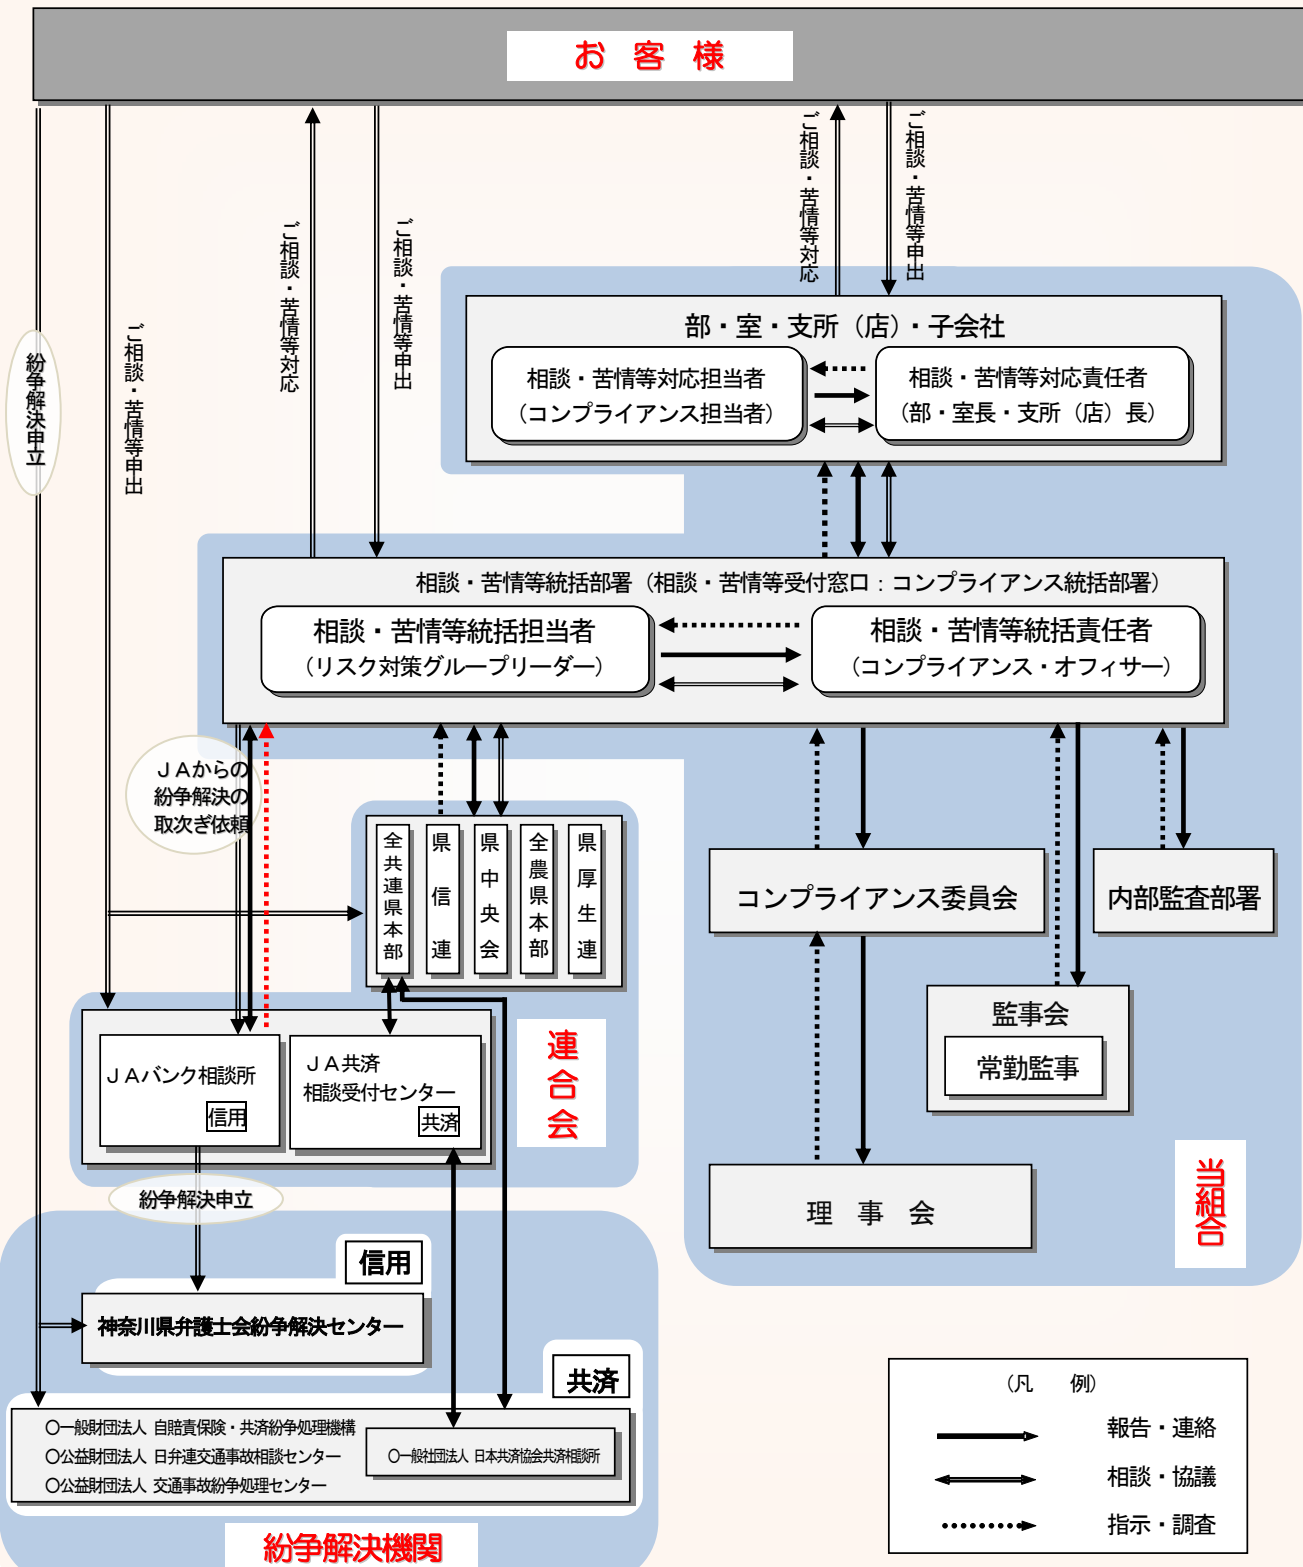 お 客 様
ご相談・苦情等対応
ご相談・苦情等申出
ご相談・苦情等対応
ご相談・苦情等申出
ご相談・苦情等申出
紛争解決申立
部・室・支所（店）・子会社
相談・苦情等対応担当者
（コンプライアンス担当者）
相談・苦情等対応責任者
（部・室長・支所（店）長）
相談・苦情等統括部署（相談・苦情等受付窓口：コンプライアンス統括部署）
相談・苦情等統括担当者
（リスク対策グループリーダー）
相談・苦情等統括責任者
（コンプライアンス・オフィサー）
ＪＡからの
紛争解決の
取次ぎ依頼
全共連県本部
県信連
県中央会
全農県本部
県厚生連
コンプライアンス委員会
内部監査部署
監事会
常勤監事
理 事 会
当組合
連合会
ＪＡバンク相談所
信用
ＪＡ共済
相談受付センター
共済
紛争解決申立
信用
神奈川県弁護士会紛争解決センター
共済
〇一般財団法人 自賠責保険・共済紛争処理機構
〇公益財団法人 日弁連交通事故相談センター
〇公益財団法人 交通事故紛争処理センター
〇一般社団法人 日本共済協会共済相談所
紛争解決機関
（凡 例）
報告・連絡
相談・協議
指示・調査